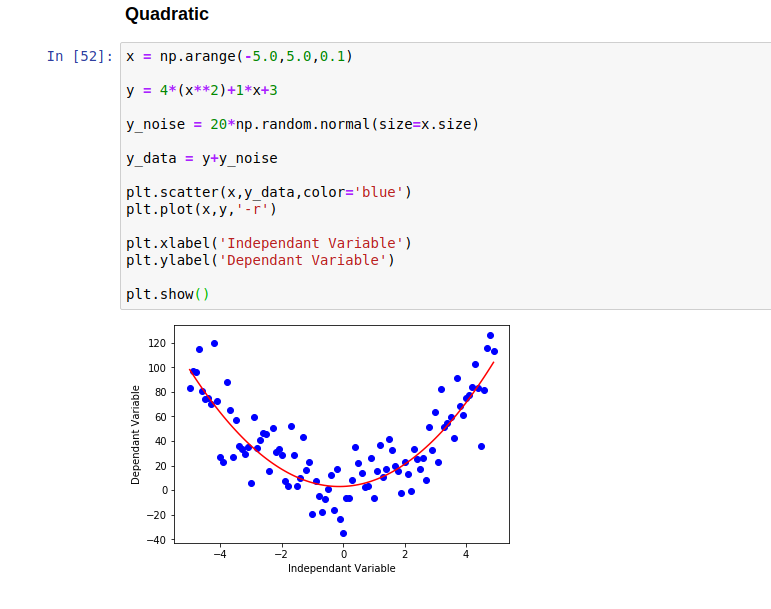 Quadratic
In [52]: x = np.arange(-5.0,5.0,0.1)
y = 4*(x**2)+1*x+3
y_noise = 20*np.random.normal(size=x.size)
y_data = y+y_noise
plt.scatter(x,y_data,color='blue')
plt.plot(x,y,'-r')
plt.xlabel('Independant Variable')
plt.ylabel('Dependant Variable')
plt.show()
Dependant Variable
120
100
80
60
40
20
0
−20
−40
−4 −2 0 2 4
Independant Variable